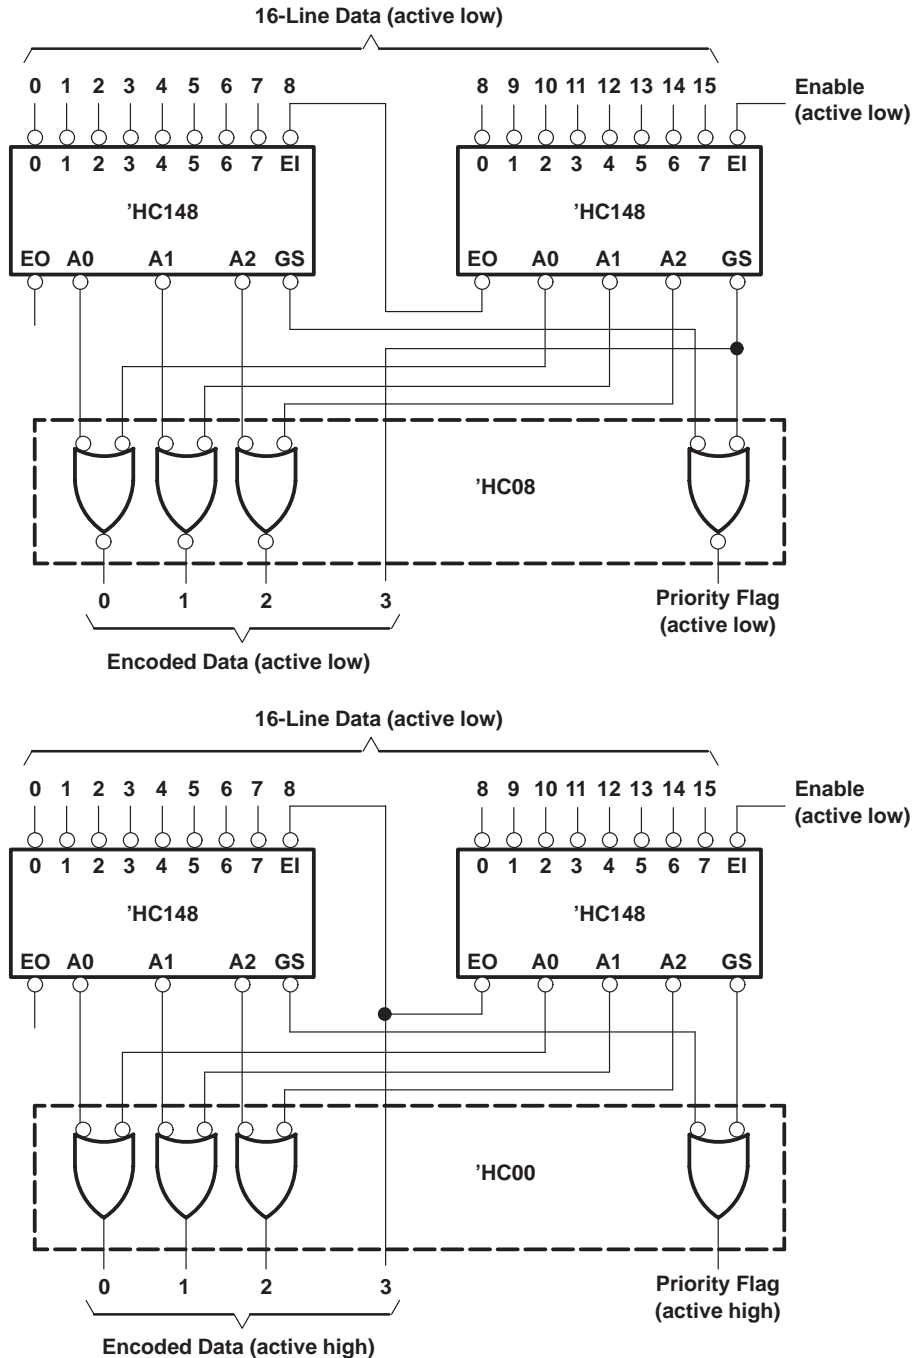 16-Line Data (active low)
0 1 2 3 4 5 6 7 8 8 9 10 11 12 13 14 15 Enable
(active low)
0 1 2 3 4 5 6 7 EI 0 1 2 3 4 5 6 7 EI
’HC148 ’HC148
EO A0 A1 A2 GS EO A0 A1 A2 GS
’HC08
0 1 2 3 Priority Flag
(active low)
Encoded Data (active low)
16-Line Data (active low)
0 1 2 3 4 5 6 7 8 8 9 10 11 12 13 14 15 Enable
(active low)
0 1 2 3 4 5 6 7 EI 0 1 2 3 4 5 6 7 EI
’HC148 ’HC148
EO A0 A1 A2 GS EO A0 A1 A2 GS
’HC00
0 1 2 3 Priority Flag
(active high)
Encoded Data (active high)